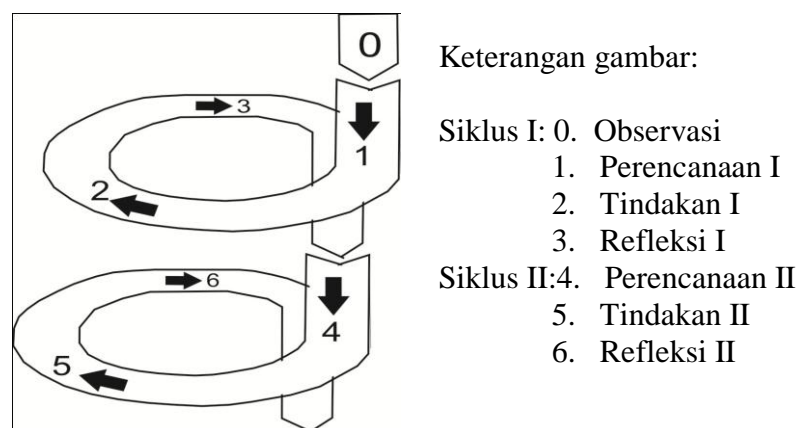 0
3
1
2
6
4
5
Keterangan gambar:
Siklus I: 0. Observasi
1. Perencanaan I
2. Tindakan I
3. Refleksi I
Siklus II:4. Perencanaan II
5. Tindakan II
6. Refleksi II